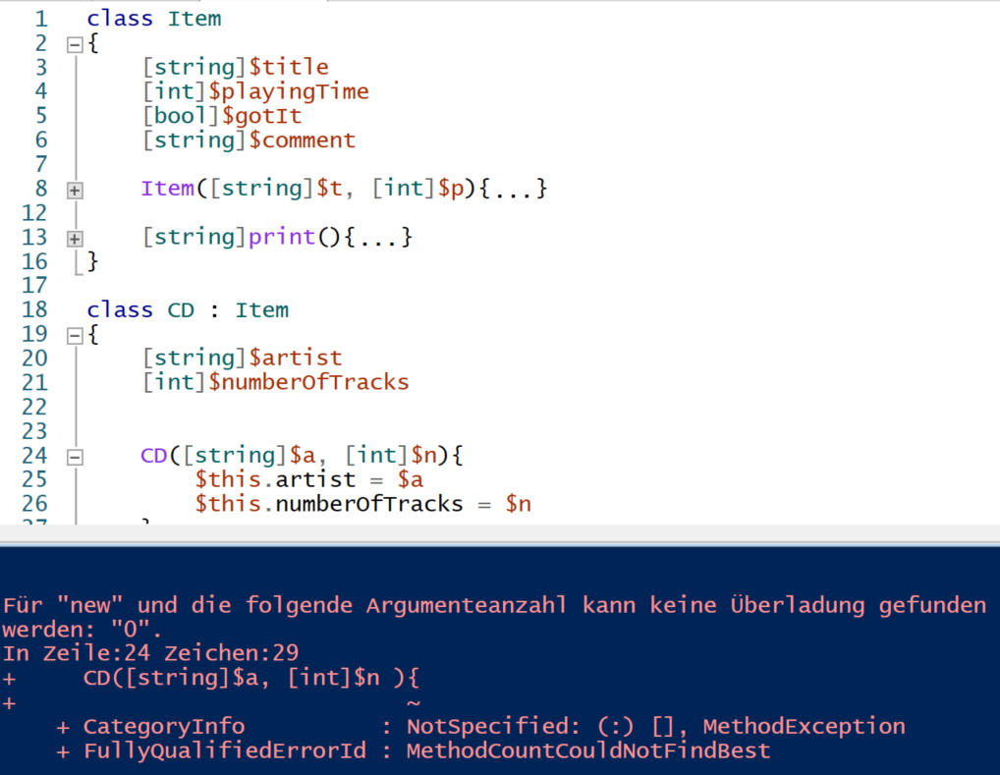 1 class Item
2 {
3 [string]$title
4 [int]$playingTime
5 [bool]$gotIt
6 [string]$comment
7
8 Item([string]$t, [int]$p){...}
12
13 [string]print(){...}
16 }
17
18 class CD : Item
19 {
20 [string]$artist
21 [int]$numberOfTracks
22
23
24 CD([string]$a, [int]$n){
25 $this.artist = $a
26 $this.numberOfTracks = $n
27 }
Für "new" und die folgende Argumenteanzahl kann keine Überladung gefunden
werden: "0".
In Zeile:24 Zeichen:29
+ CD([string]$a, [int]$n ){
+ ~
+ CategoryInfo : NotSpecified: (:) [], MethodException
+ FullyQualifiedErrorId : MethodCountCouldNotFindBest